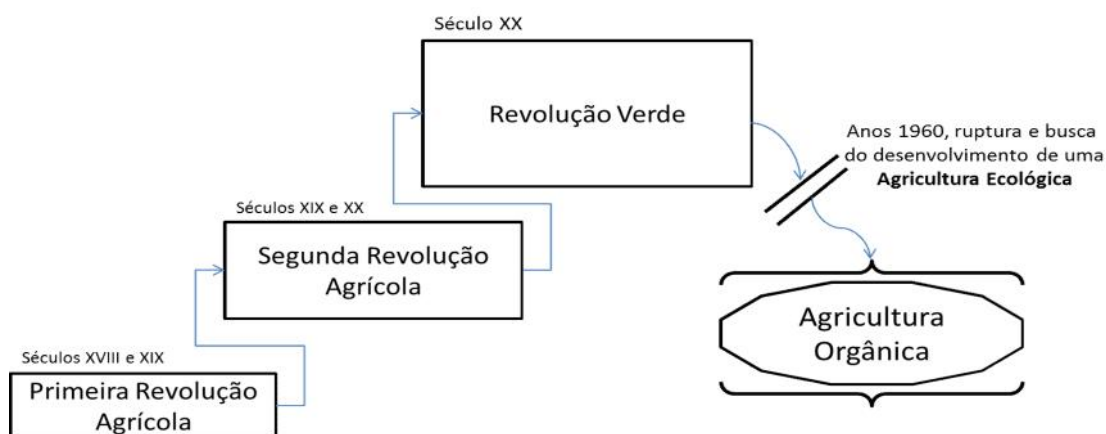 Século XX
Revolução Verde
Anos 1960, ruptura e busca
do desenvolvimento de uma
Agricultura Ecológica
Séculos XIX e XX
Segunda Revolução
Agrícola
Agricultura
Orgânica
Séculos XVIII e XIX
Primeira Revolução
Agrícola